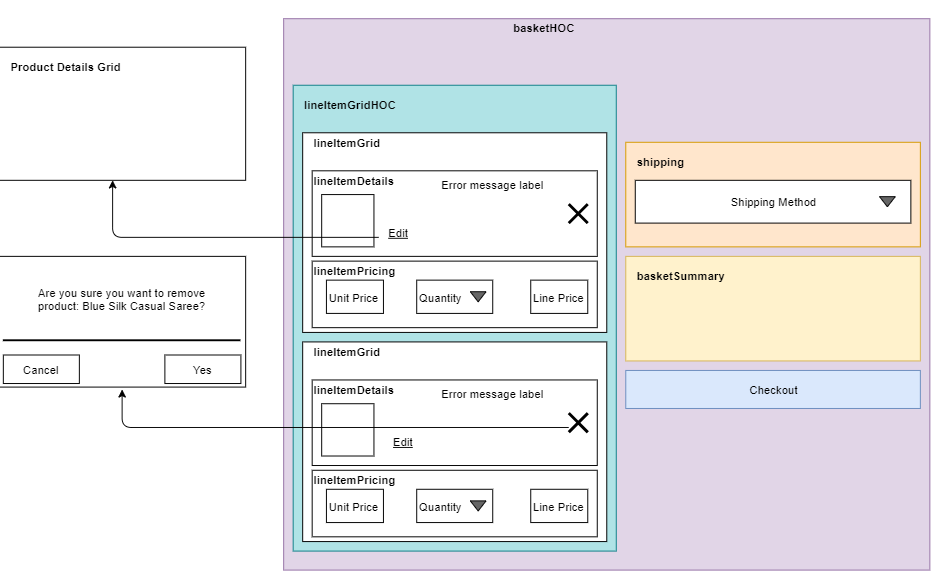 basketHOC
Product Details Grid
lineItemGridHOC
lineItemGrid
lineItemDetails
Error message label
Edit
lineItemPricing
Unit Price
Quantity
Line Price
lineItemGrid
lineItemDetails
Error message label
Edit
lineItemPricing
Unit Price
Quantity
Line Price
shipping
Shipping Method
basketSummary
Checkout
Are you sure you want to remove
product: Blue Silk Casual Saree?
Cancel
Yes